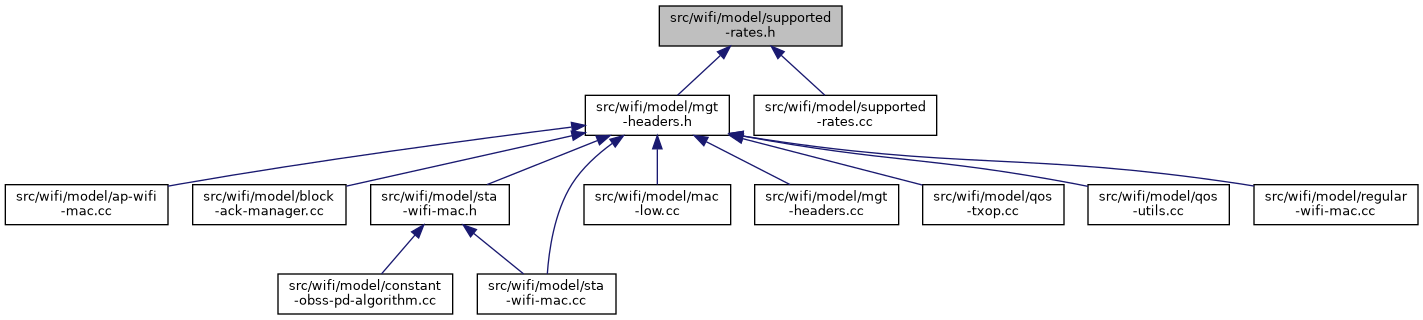 src/wifi/model/supported
-rates.h
src/wifi/model/mgt
-headers.h
src/wifi/model/supported
-rates.cc
src/wifi/model/ap-wifi
-mac.cc
src/wifi/model/block
-ack-manager.cc
src/wifi/model/sta
-wifi-mac.h
src/wifi/model/mac
-low.cc
src/wifi/model/mgt
-headers.cc
src/wifi/model/qos
-txop.cc
src/wifi/model/qos
-utils.cc
src/wifi/model/regular
-wifi-mac.cc
src/wifi/model/constant
-obss-pd-algorithm.cc
src/wifi/model/sta
-wifi-mac.cc